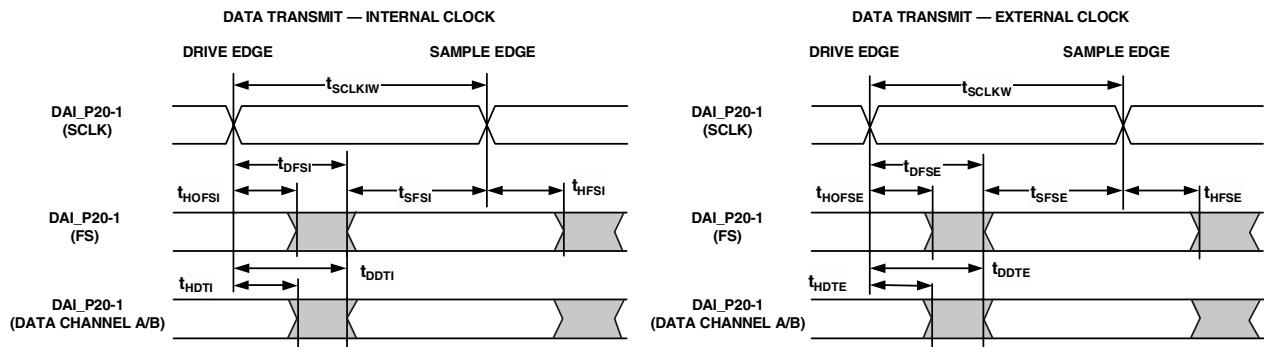 DATA TRANSMIT — INTERNAL CLOCK
DRIVE EDGE
SAMPLE EDGE
tSCLKIW
DAI_P20-1
(SCLK)
tDFSI
tHOFSI
tSFSI
tHFSI
DAI_P20-1
(FS)
tDDTI
tHDTI
DAI_P20-1
(DATA CHANNEL A/B)
DATA TRANSMIT — EXTERNAL CLOCK
DRIVE EDGE
SAMPLE EDGE
tSCLKW
DAI_P20-1
(SCLK)
tDFSE
tHOFSE
tSFSE
tHFSE
DAI_P20-1
(FS)
tDDTE
tHDTE
DAI_P20-1
(DATA CHANNEL A/B)